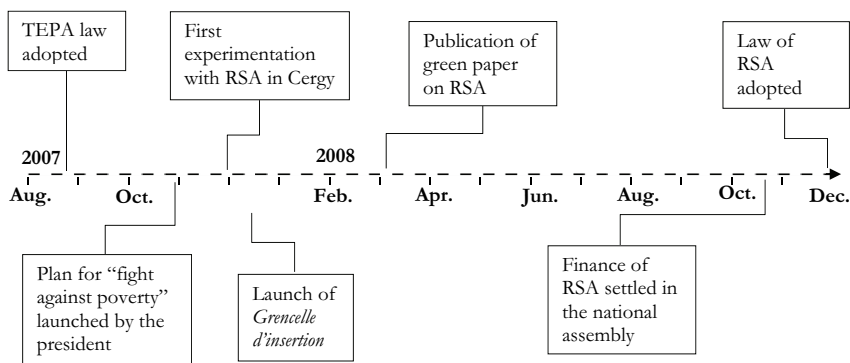 TEPA law
adopted
First
experimentation
with RSA in Cergy
Publication of
green paper
on RSA
Law of
RSA
adopted
2007
2008
Aug.
Oct.
Feb.
Apr.
Jun.
Aug.
Oct.
Dec.
Plan for “fight
against poverty”
launched by the
president
Launch of
Grencelle
d’insertion
Finance of
RSA settled in
the national
assembly